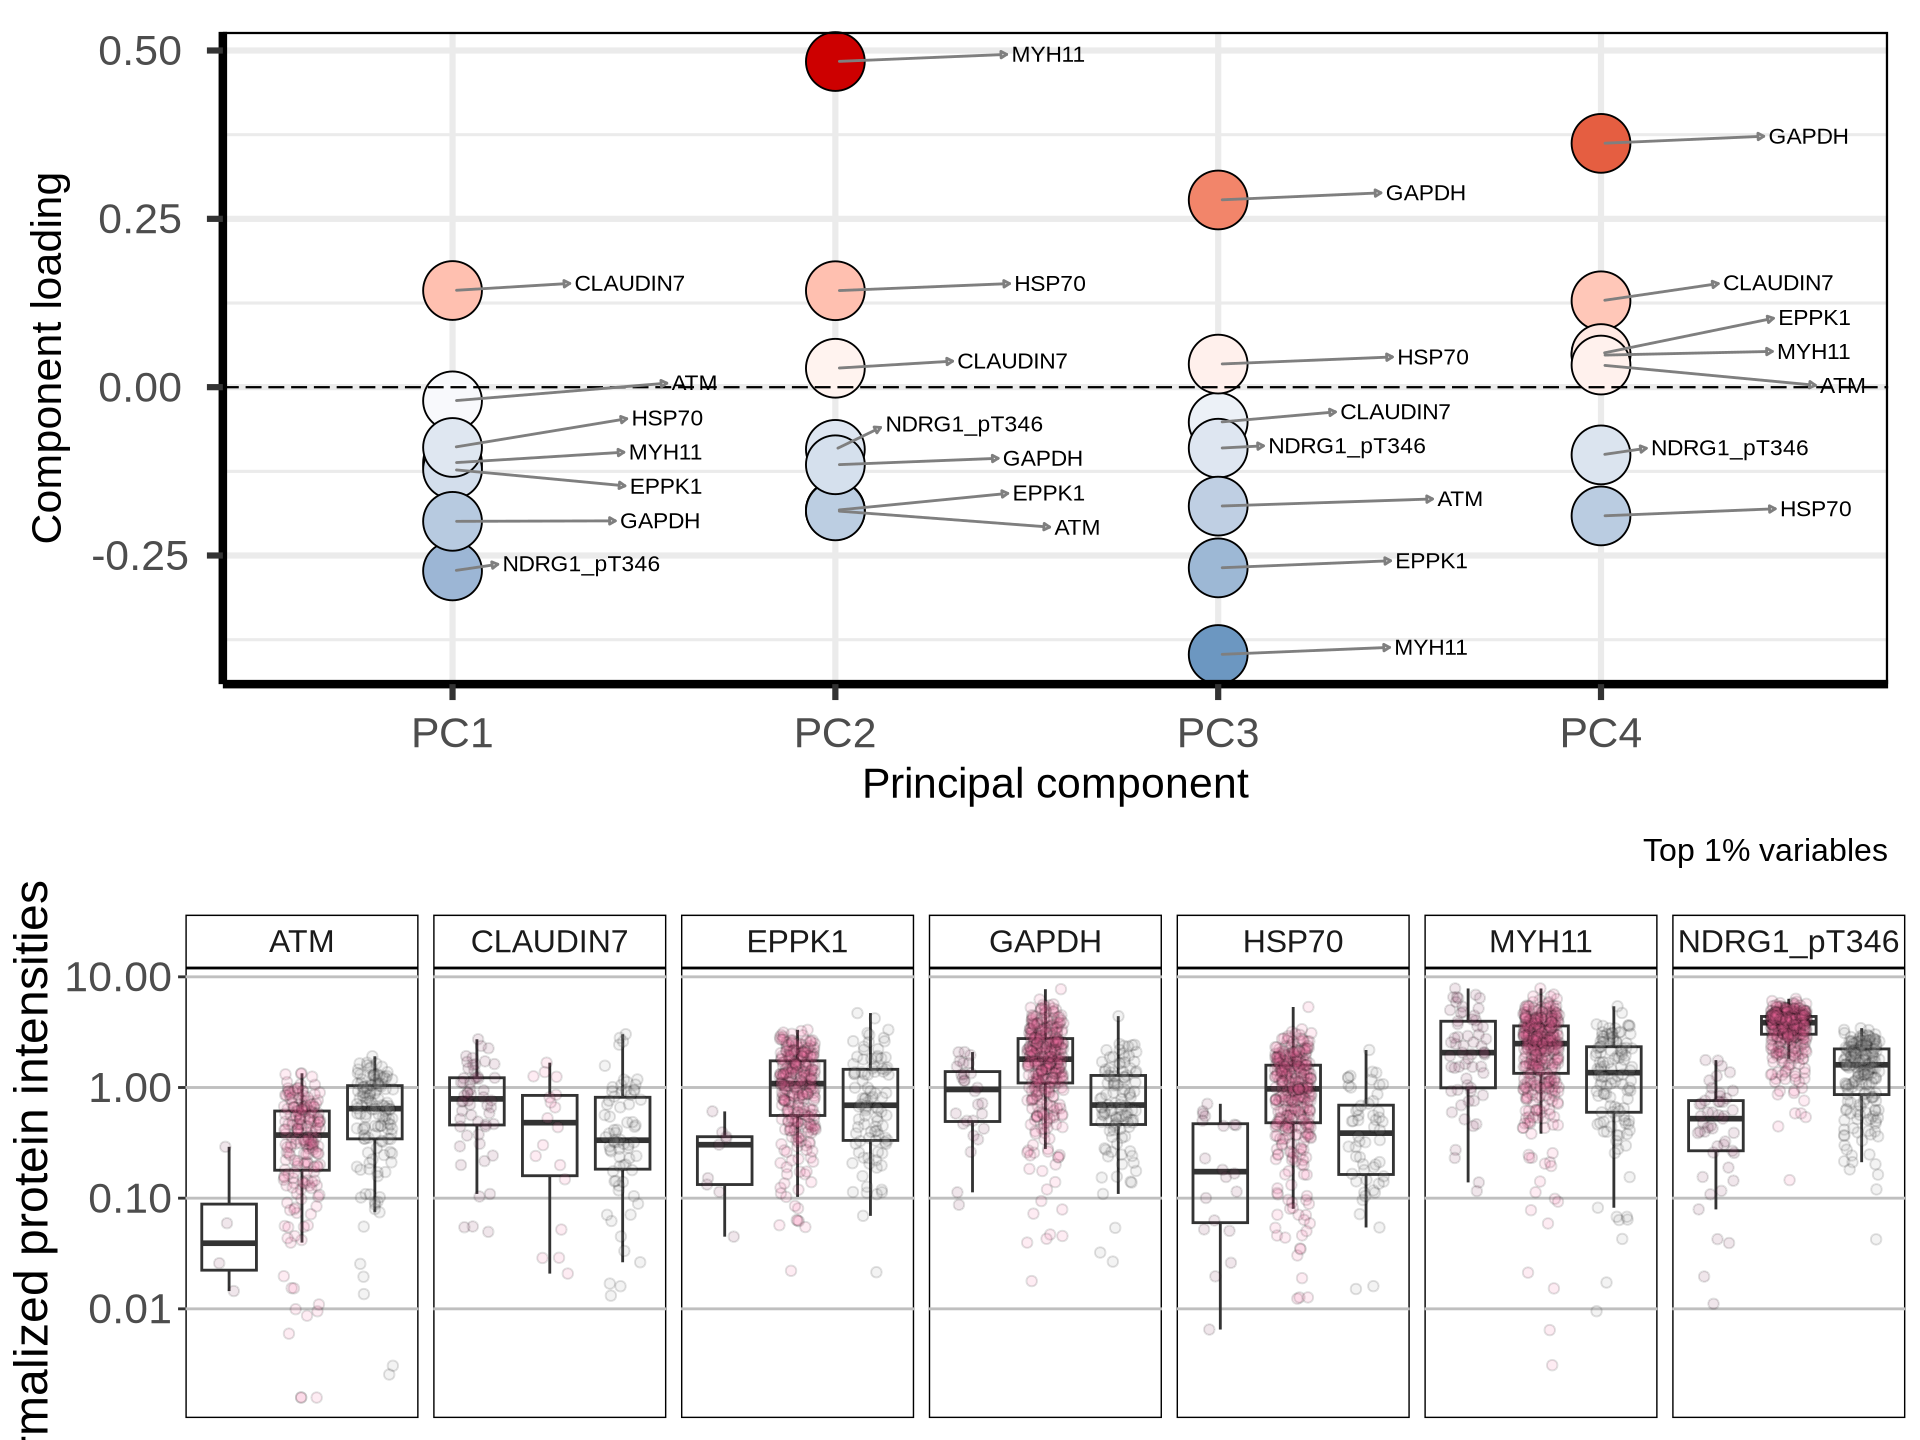 Component loading
0.50
0.25
0.00
-0.25
MYH11
GAPDH
GAPDH
CLAUDIN7
HSP70
CLAUDIN7
EPPK1
CLAUDIN7
HSP70
MYH11
ATM
ATM
HSP70
NDRG1_pT346
CLAUDIN7
MYH11
GAPDH
NDRG1_pT346
NDRG1_pT346
EPPK1
EPPK1
ATM
HSP70
GAPDH
ATM
NDRG1_pT346
EPPK1
MYH11
PC1
PC2
PC3
PC4
Principal component
Top 1% variables
rmalized protein intensities
ATM
CLAUDIN7
EPPK1
GAPDH
HSP70
MYH11
NDRG1_pT346
10.00
1.00
0.10
0.01